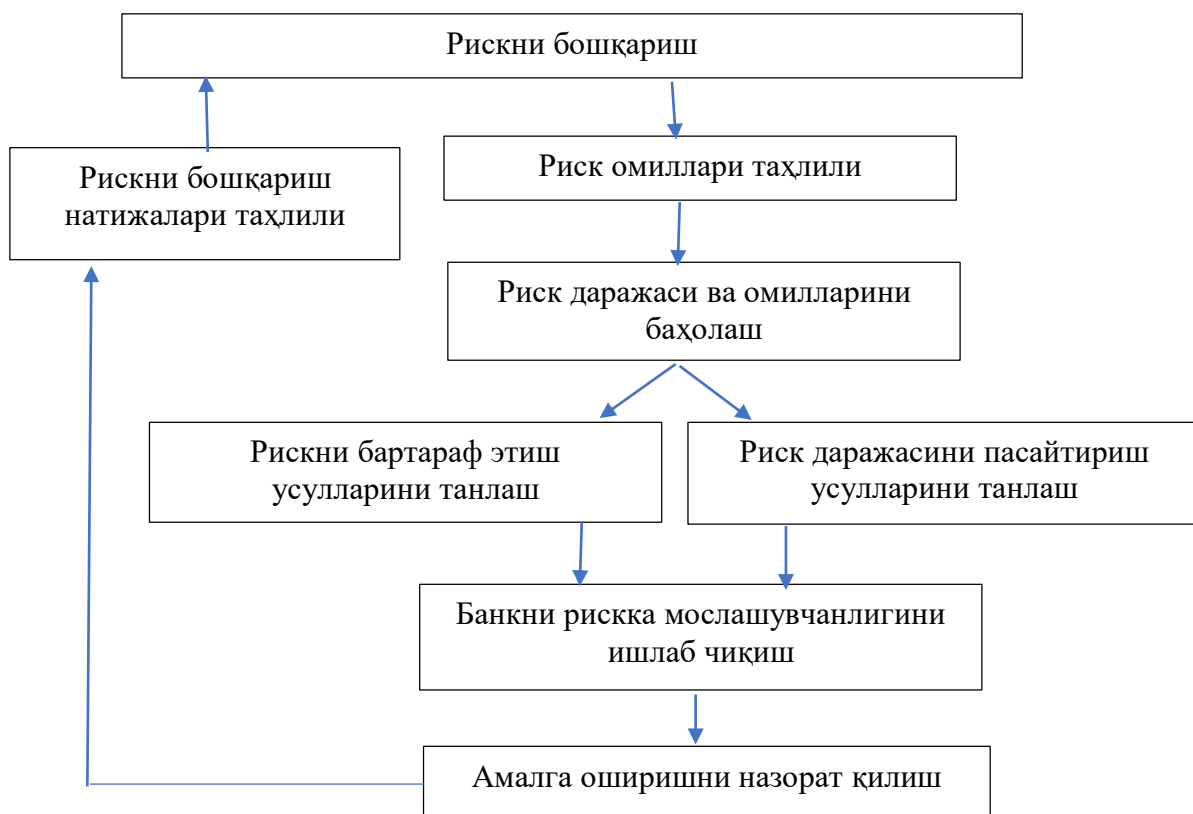 Рискни бошқариш
Риск омиллари таҳлили
Рискни бошқариш
натижалари таҳлили
Риск даражаси ва омилларини
баҳолаш
Рискни бартараф этиш
усулларини танлаш
Риск даражасини пасайтириш
усулларини танлаш
Банкни рискка мослашувчанлигини
ишлаб чиқиш
Амалга оширишни назорат қилиш